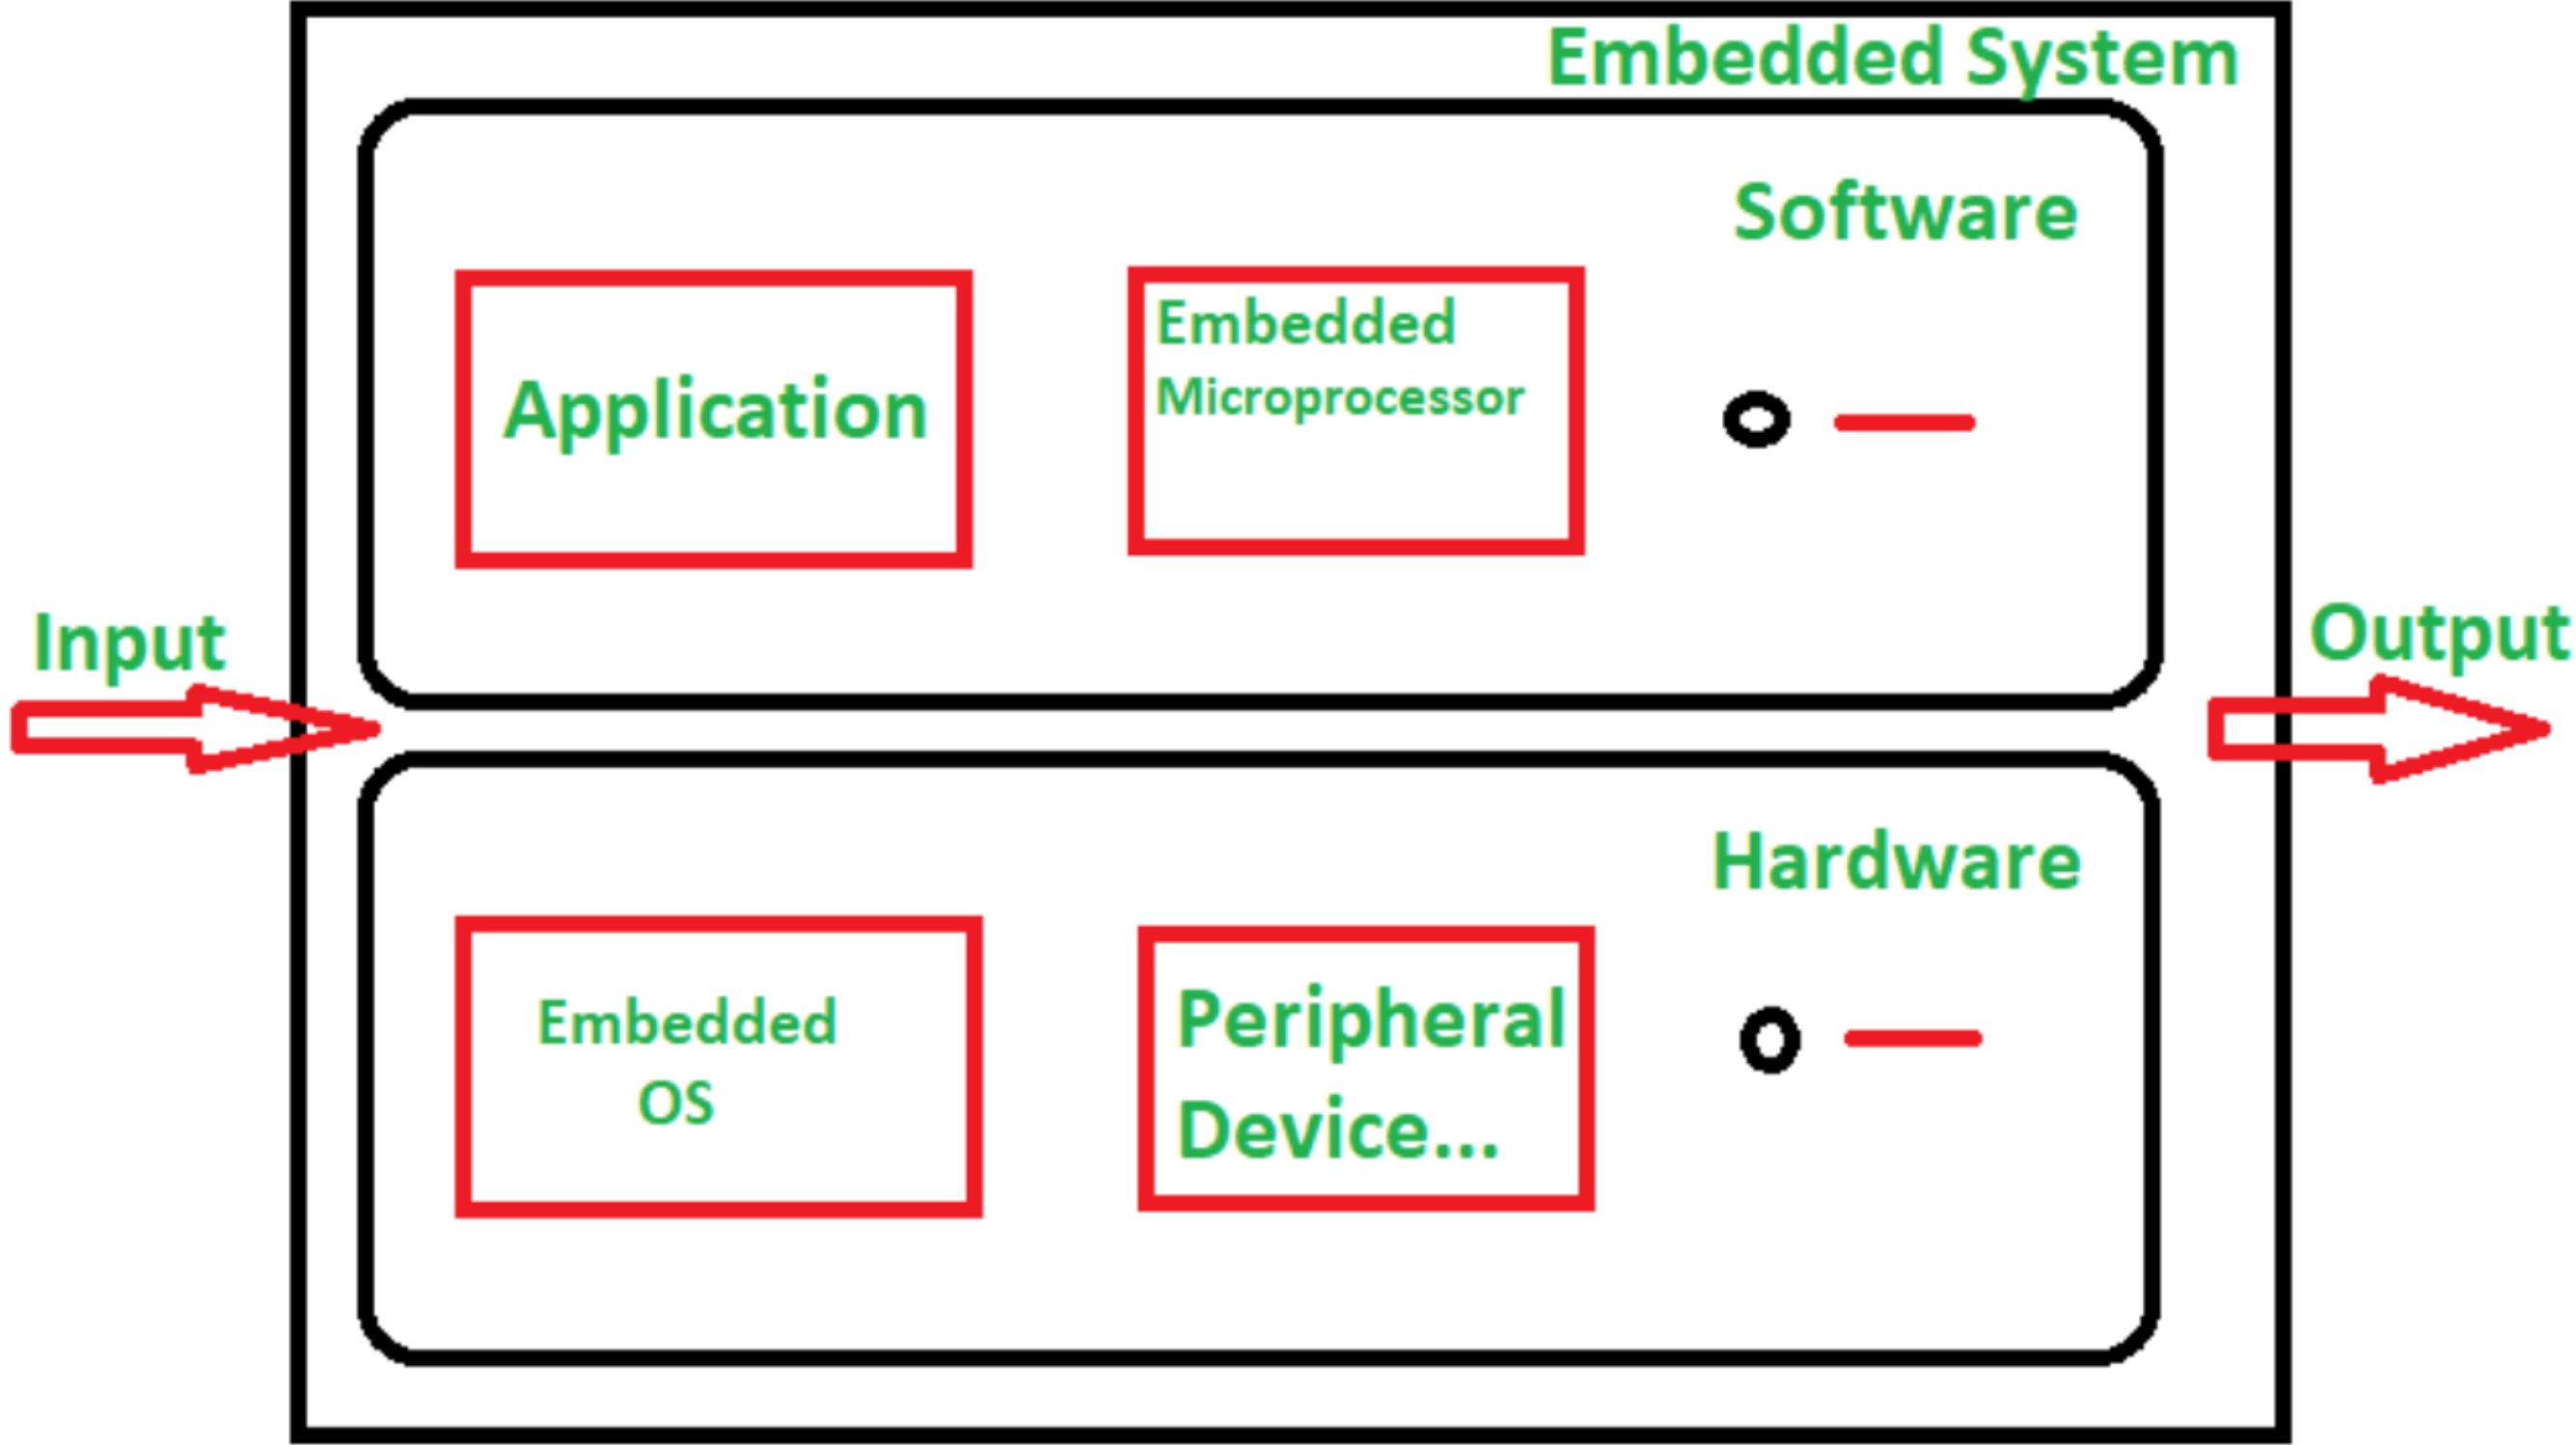 Embedded System
Software
Application
Embedded
Microprocessor
Input
Output
Hardware
Embedded
OS
Peripheral
Device...